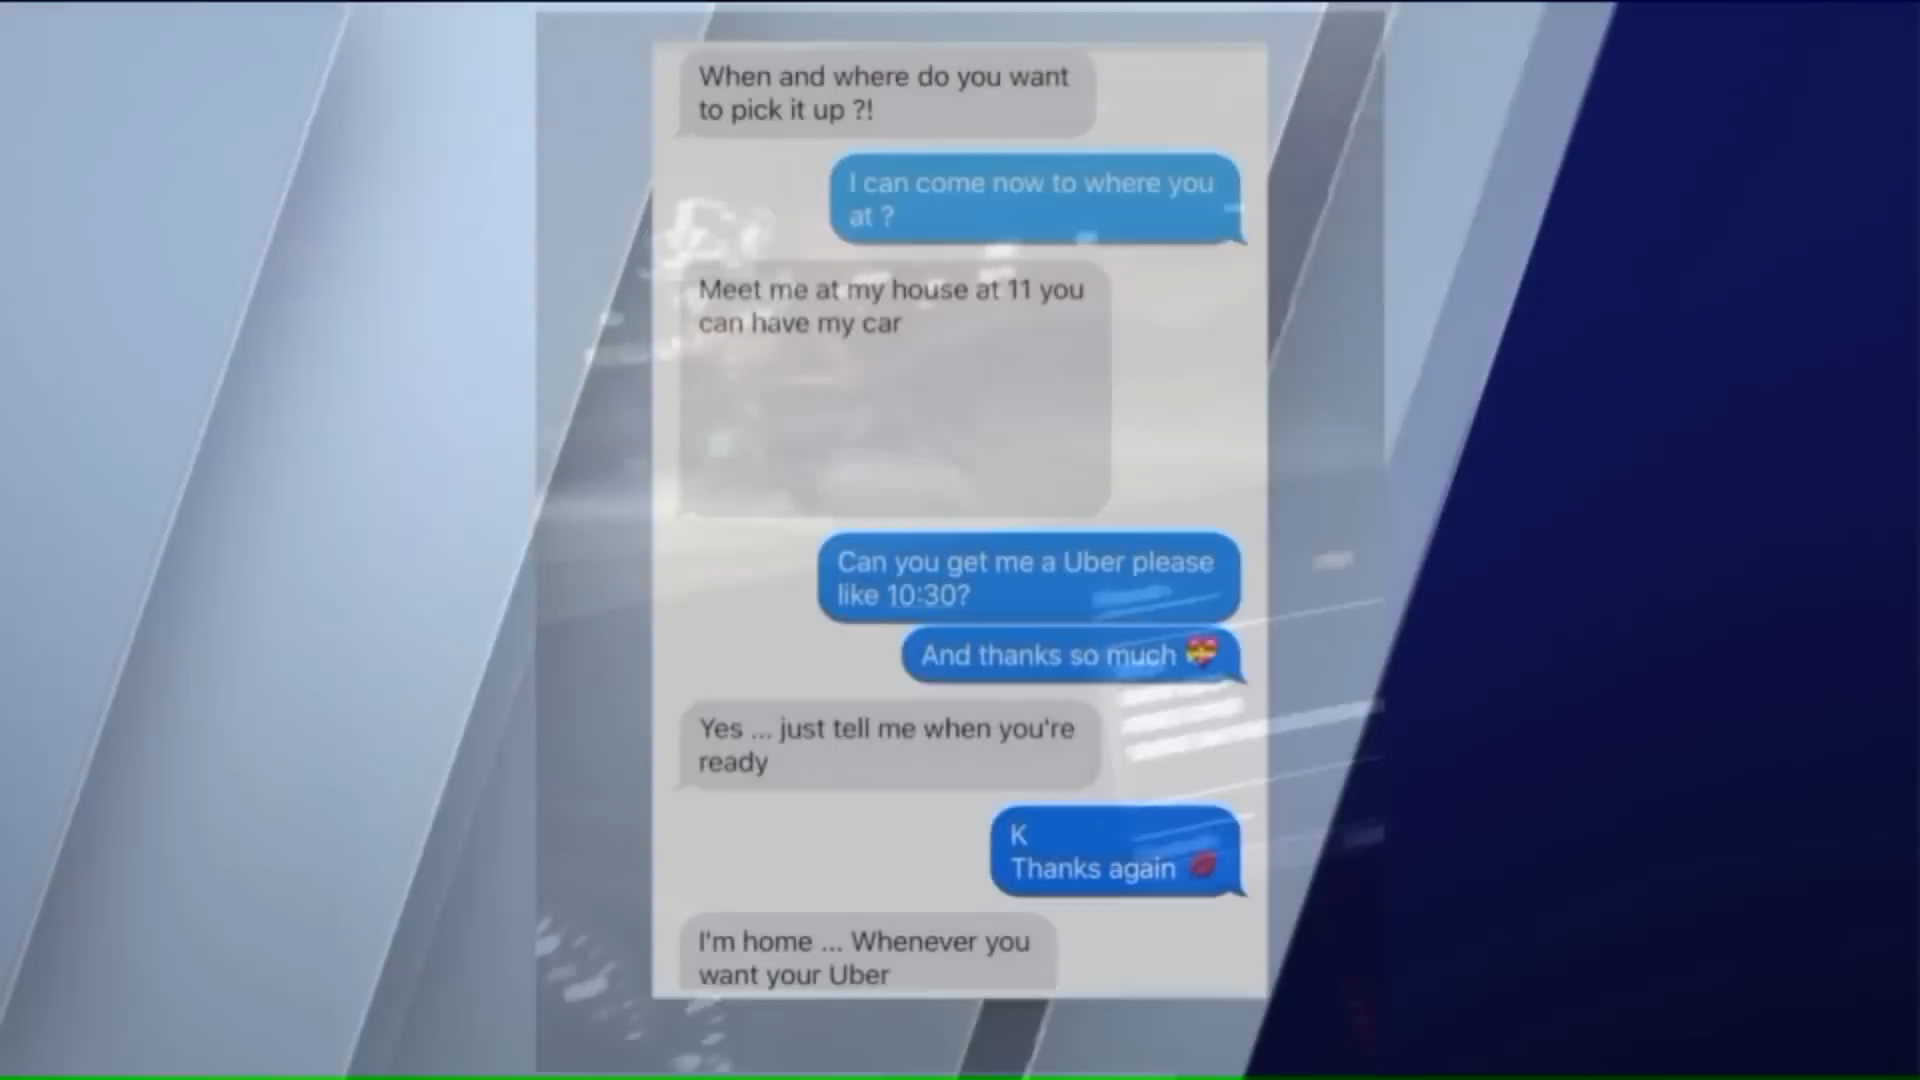 When and where do you want
to pick it up ?!
I can come now to where you
at ?
Meet me at my house at 11 you
can have my car
Can you get me a Uber please
like 10:30?
And thanks so much 💝
Yes ... just tell me when you're
ready
K
Thanks again 💋
I'm home ... Whenever you
want your Uber